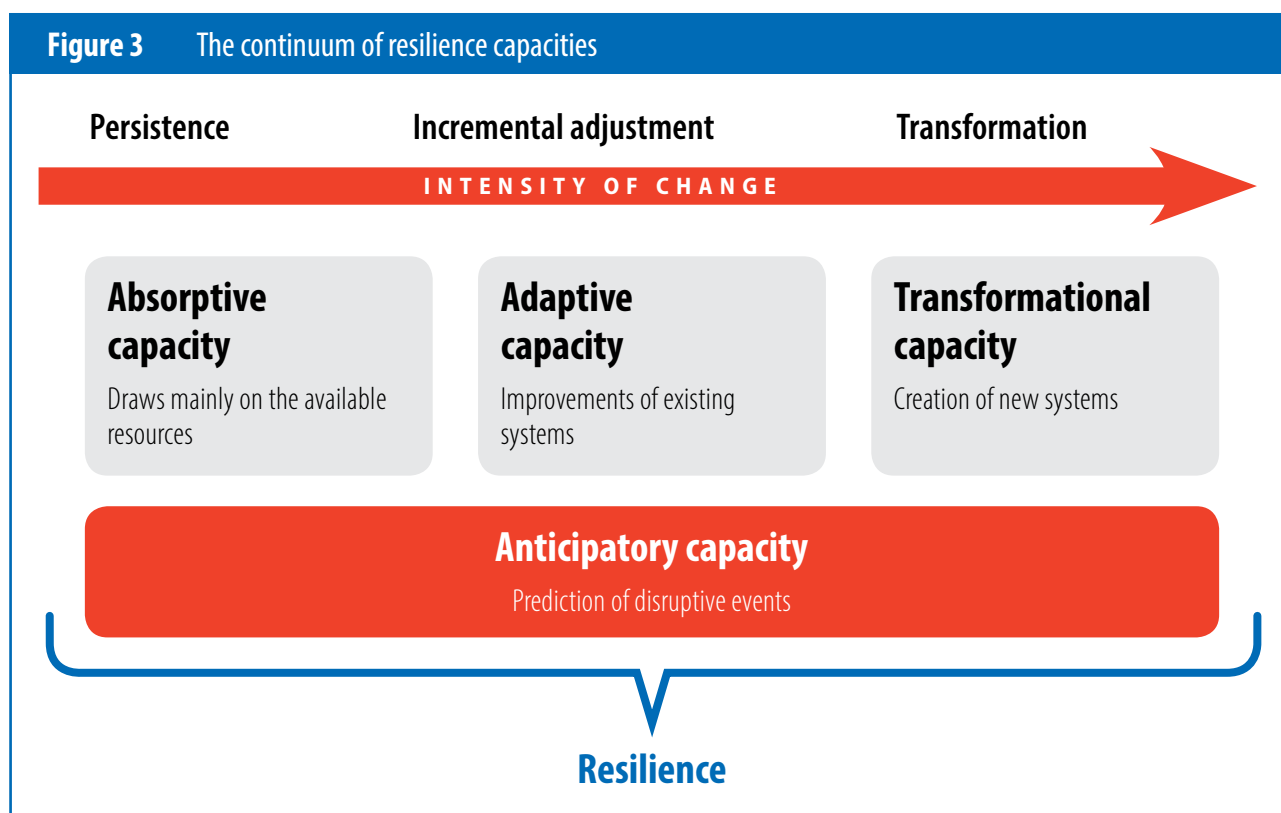 Figure 3 The continuum of resilience capacities
Persistence Incremental adjustment Transformation
INTENSITY OF CHANGE
Absorptive
capacity
Draws mainly on the available
resources
Adaptive
capacity
Improvements of existing
systems
Transformational
capacity
Creation of new systems
Anticipatory capacity
Prediction of disruptive events
Resilience